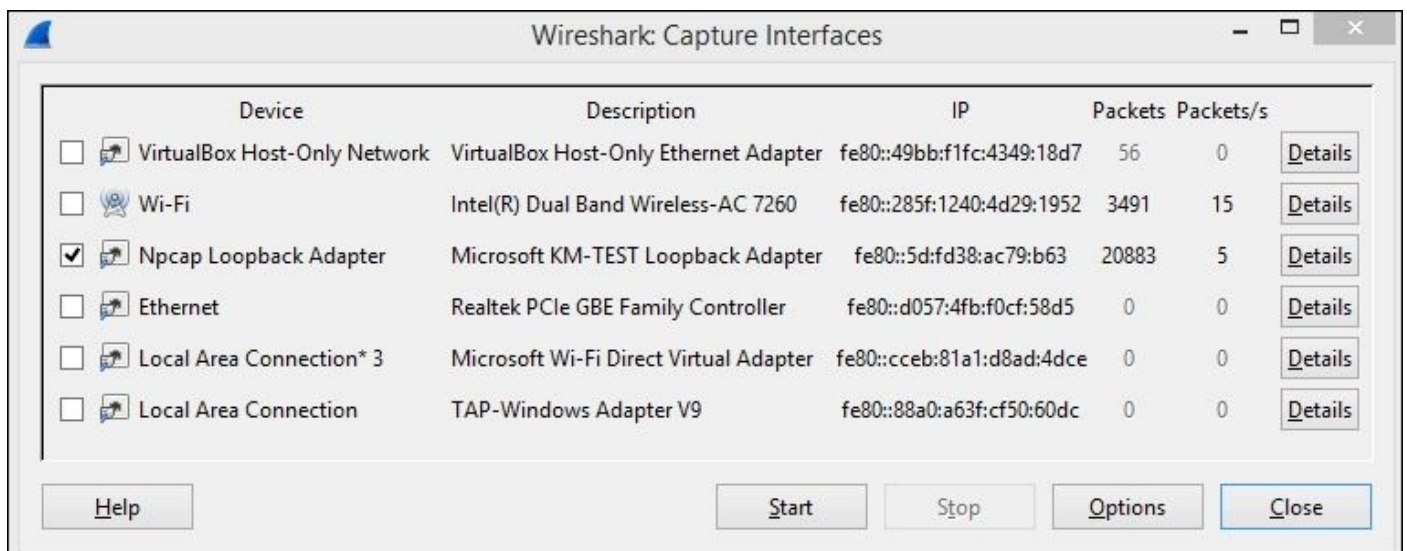 Wireshark: Capture Interfaces
Device Description IP Packets Packets/s
VirtualBox Host-Only Network VirtualBox Host-Only Ethernet Adapter fe80::49bb:f1fc:4349:18d7 56 0 Details
Wi-Fi Intel(R) Dual Band Wireless-AC 7260 fe80::285f:1240:4d29:1952 3491 15 Details
Npcap Loopback Adapter Microsoft KM-TEST Loopback Adapter fe80::5d:fd38:ac79:b63 20883 5 Details
Ethernet Realtek PCIe GBE Family Controller fe80::d057:4fb:f0cf:58d5 0 0 Details
Local Area Connection* 3 Microsoft Wi-Fi Direct Virtual Adapter fe80::cceb:81a1:d8ad:4dce 0 0 Details
Local Area Connection TAP-Windows Adapter V9 fe80::88a0:a63f:cf50:60dc 0 0 Details
Help Start Stop Options Close